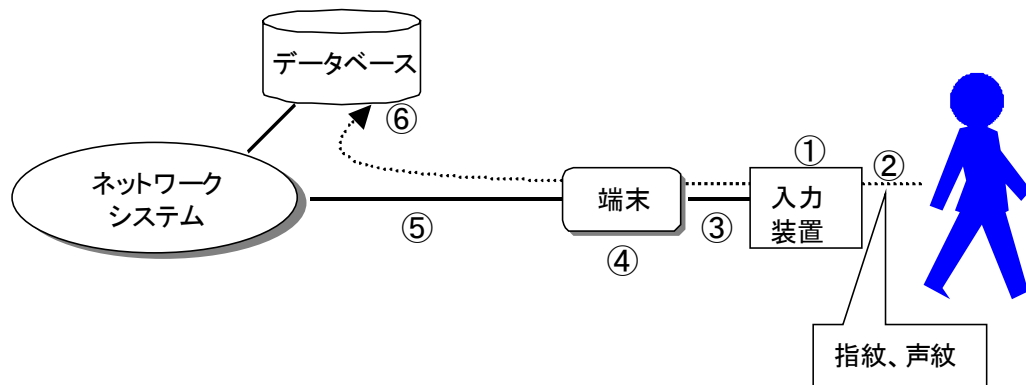 データベース
⑥
①
②
ネットワーク
システム
端末
入力
装置
⑤
③
④
指紋、声紋